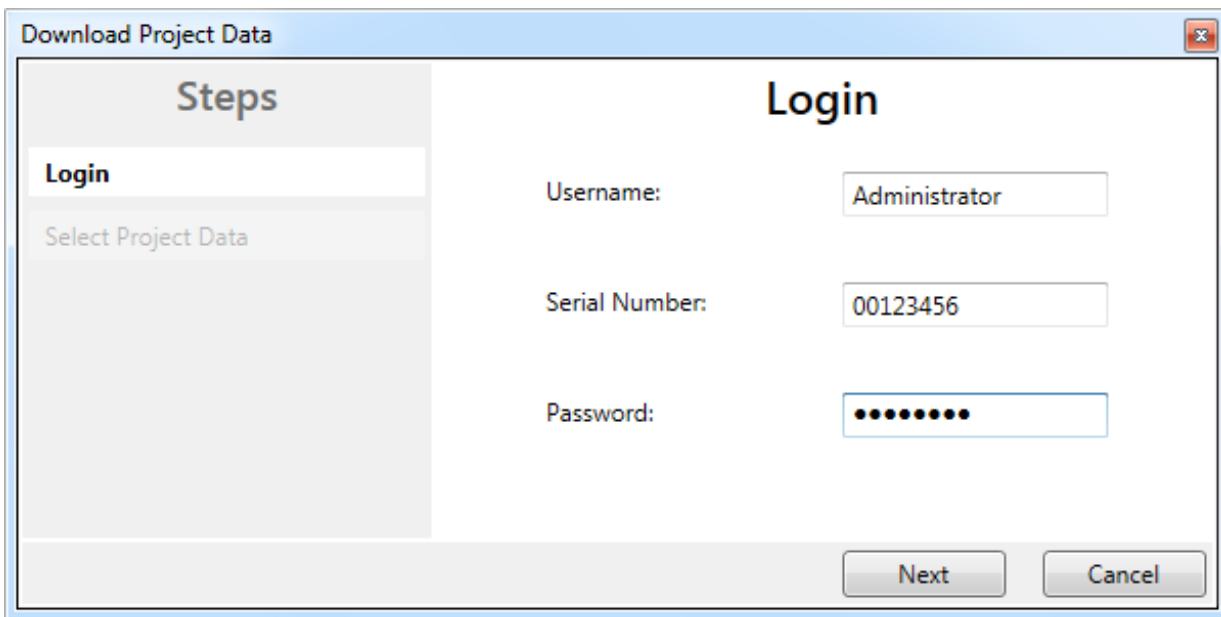 Download Project Data
Steps
Login
Select Project Data
Login
Username:
Administrator
Serial Number:
00123456
Password:
••••••••
Next
Cancel